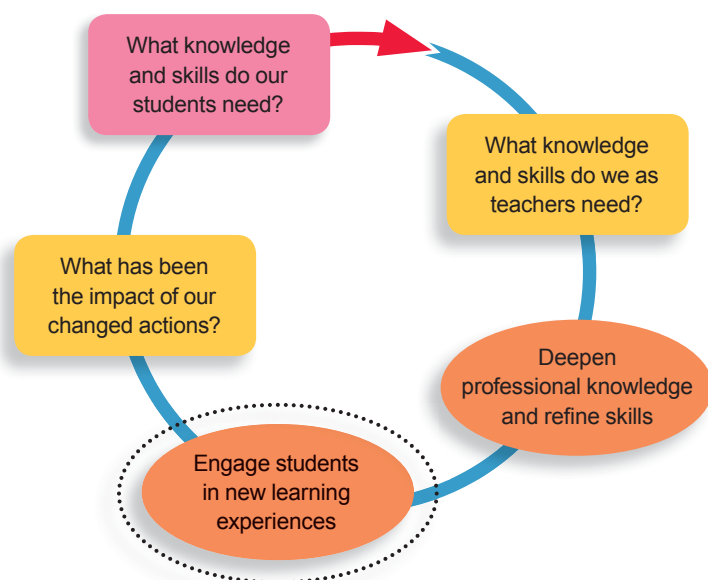 What knowledge
and skills do our
students need?
What knowledge
and skills do we as
teachers need?
Deepen
professional knowledge
and refine skills
Engage students
in new learning
experiences
What has been
the impact of our
changed actions?